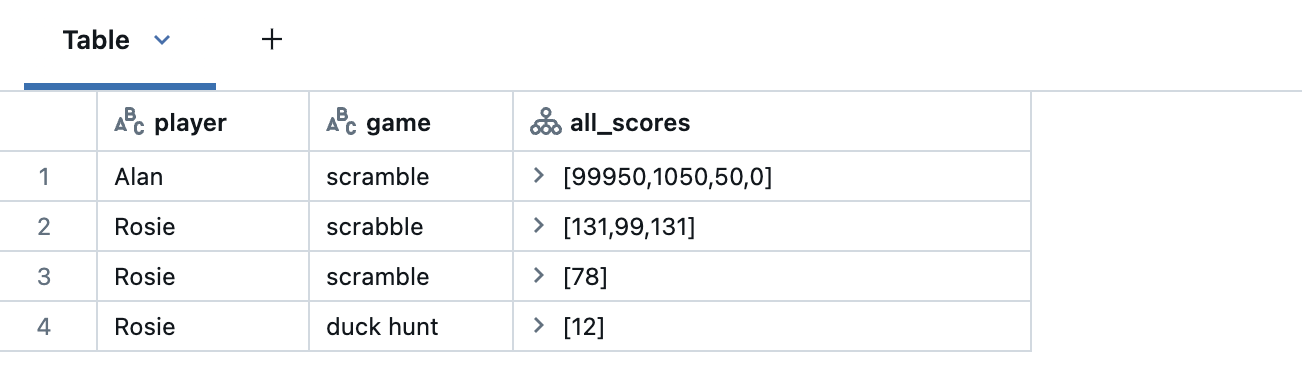 Table +
ABC player ABC game all_scores
1 Alan scramble > [99950,1050,50,0]
2 Rosie scrabble > [131,99,131]
3 Rosie scramble > [78]
4 Rosie duck hunt > [12]